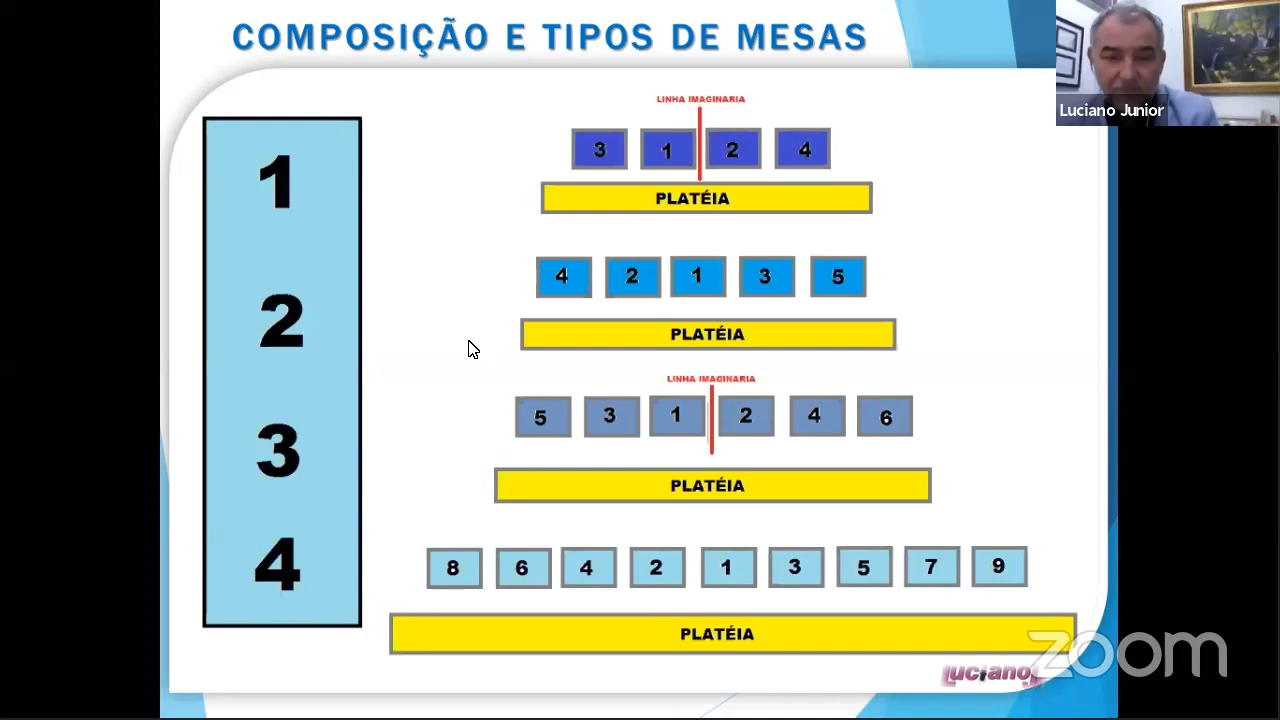 COMPOSIÇÃO E TIPOS DE MESAS
Luciano Junior
1
2
3
4
LINHA IMAGINARIA
3 1 2 4
PLATÉIA
4 2 1 3 5
PLATÉIA
LINHA IMAGINARIA
5 3 1 2 4 6
PLATÉIA
8 6 4 2 1 3 5 7 9
PLATÉIA
LucianoJ
zoom